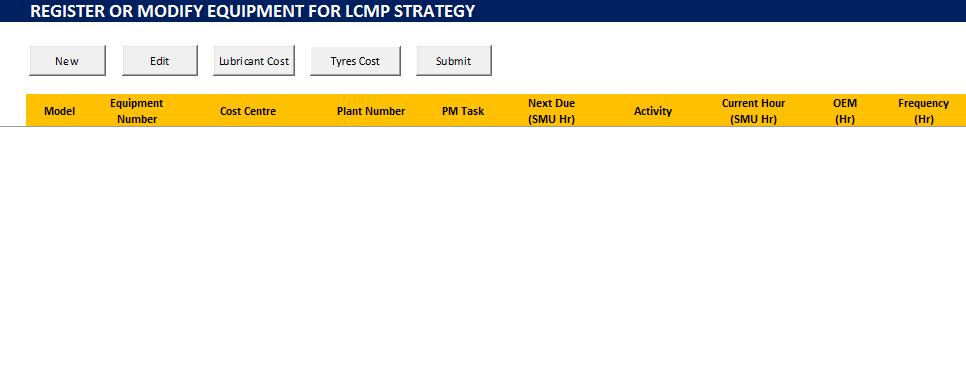 REGISTER OR MODIFY EQUIPMENT FOR LCMP STRATEGY
New Edit Lubricant Cost Tyres Cost Submit
Model Equipment Number Cost Centre Plant Number PM Task Next Due (SMU Hr) Activity Current Hour (SMU Hr) OEM (Hr) Frequency (Hr)